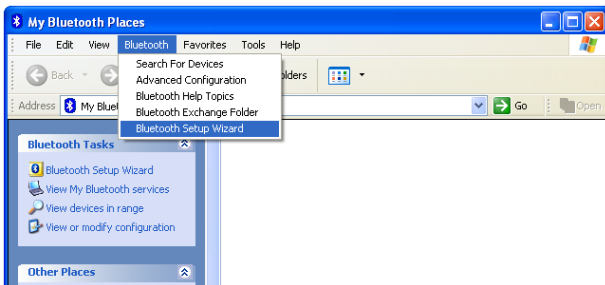 My Bluetooth Places
File Edit View Bluetooth Favorites Tools Help
Back
Search For Devices
Advanced Configuration
Bluetooth Help Topics
Bluetooth Exchange Folder
Bluetooth Setup Wizard
Address
Go
Open
Bluetooth Tasks
Bluetooth Setup Wizard
View My Bluetooth services
View devices in range
View or modify configuration
Other Places